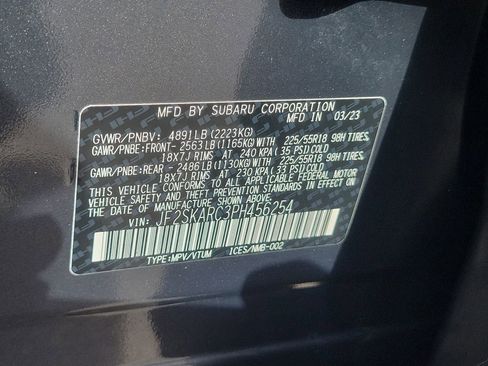 MFD BY SUBARU CORPORATION
MFD IN 03/23
GVWR/PNBV: 4891LB(2223KG)
GAWR/PNBE:FRONT- 2563LB(1165KG)WITH 225/55R18 98H TIRES,
18X7J RIMS AT 240 KPA(35 PSI)COLD
GAWR/PNBE:REAR -2486LB(1130KG)WITH 225/55R18 98H TIRES,
18X7J RIMS AT 230 KPA(33 PSI)COLD
THIS VEHICLE CONFORMS TO ALL APPLICABLE FEDERAL MOTOR
VEHICLE SAFETY AND THEFT PREVENTION STANDARDS IN EFFECT
ON THE DATE OF MANUFACTURE SHOWN ABOVE.
VIN: JF2SKARC3PH456254
TYPE:MPV/VTUM ICES/NMB-002